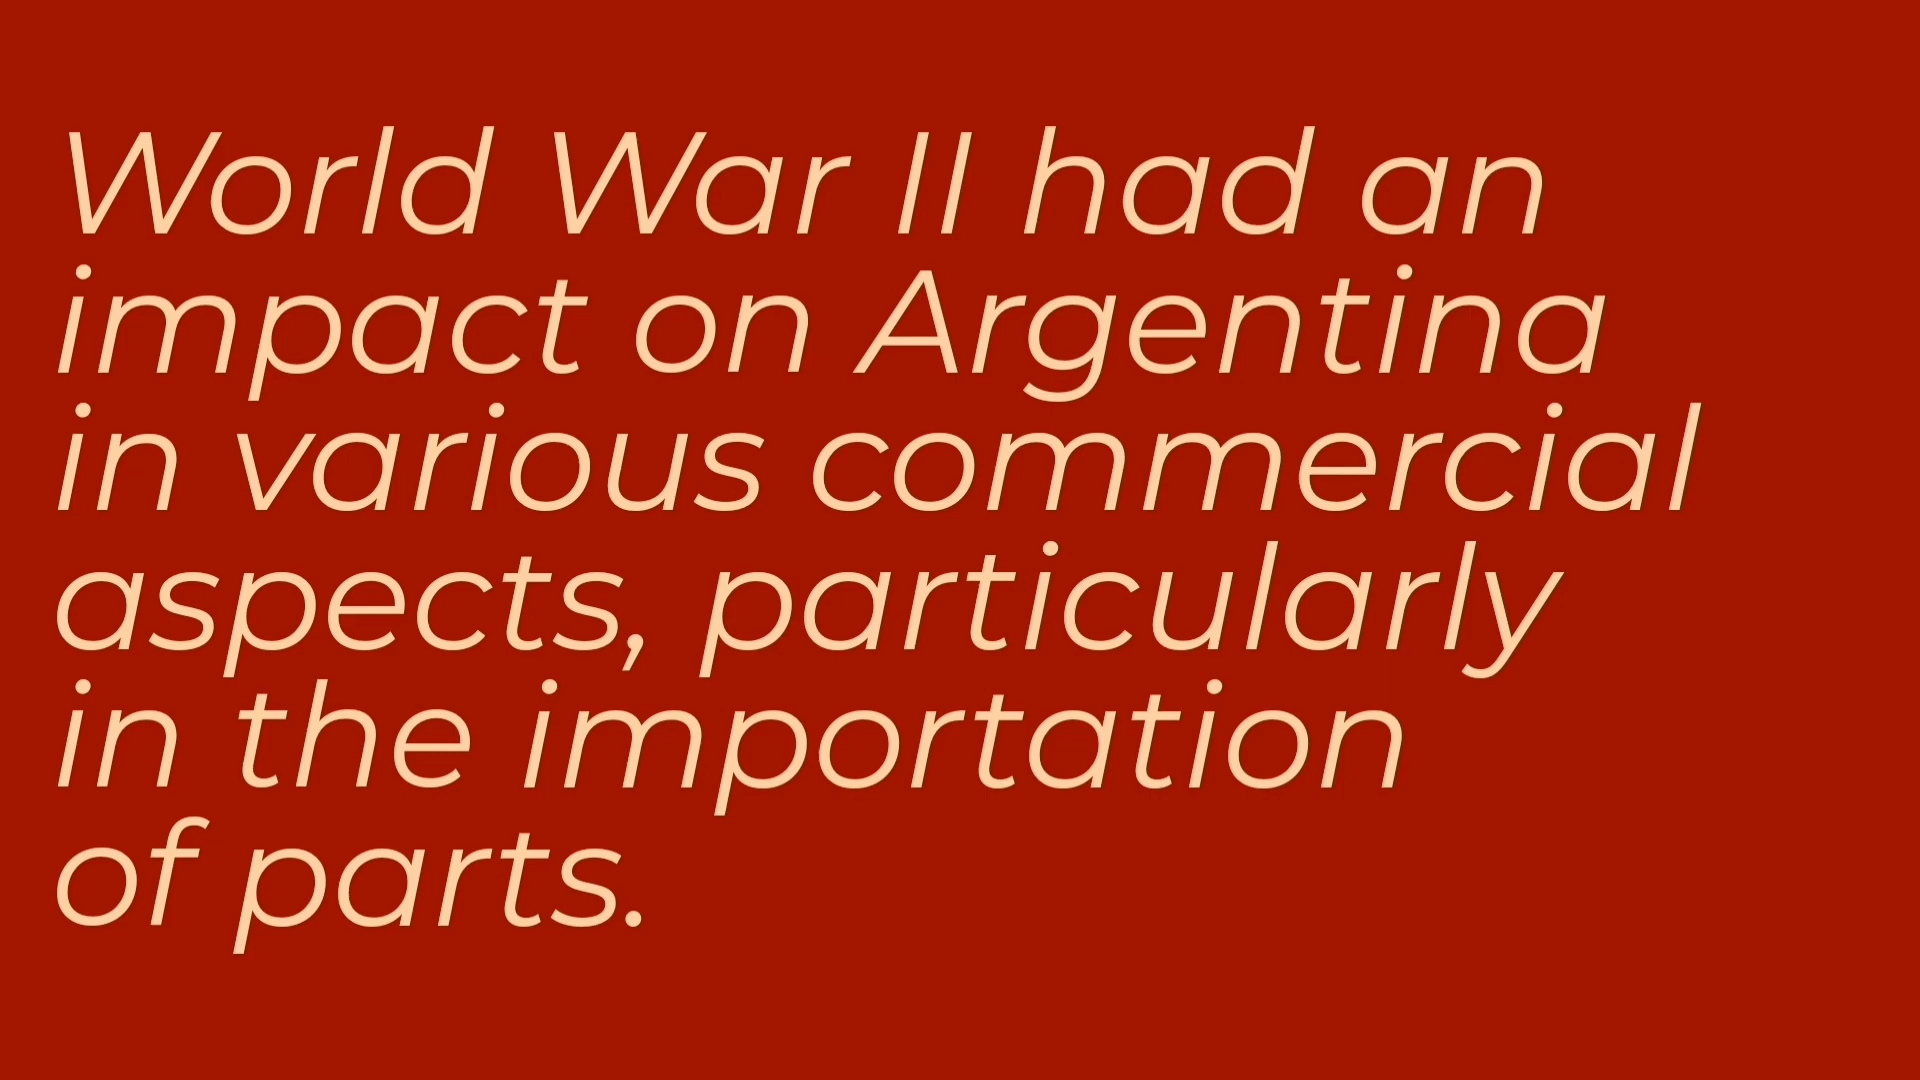 World War II had an
impact on Argentina
in various commercial
aspects, particularly
in the importation
of parts.